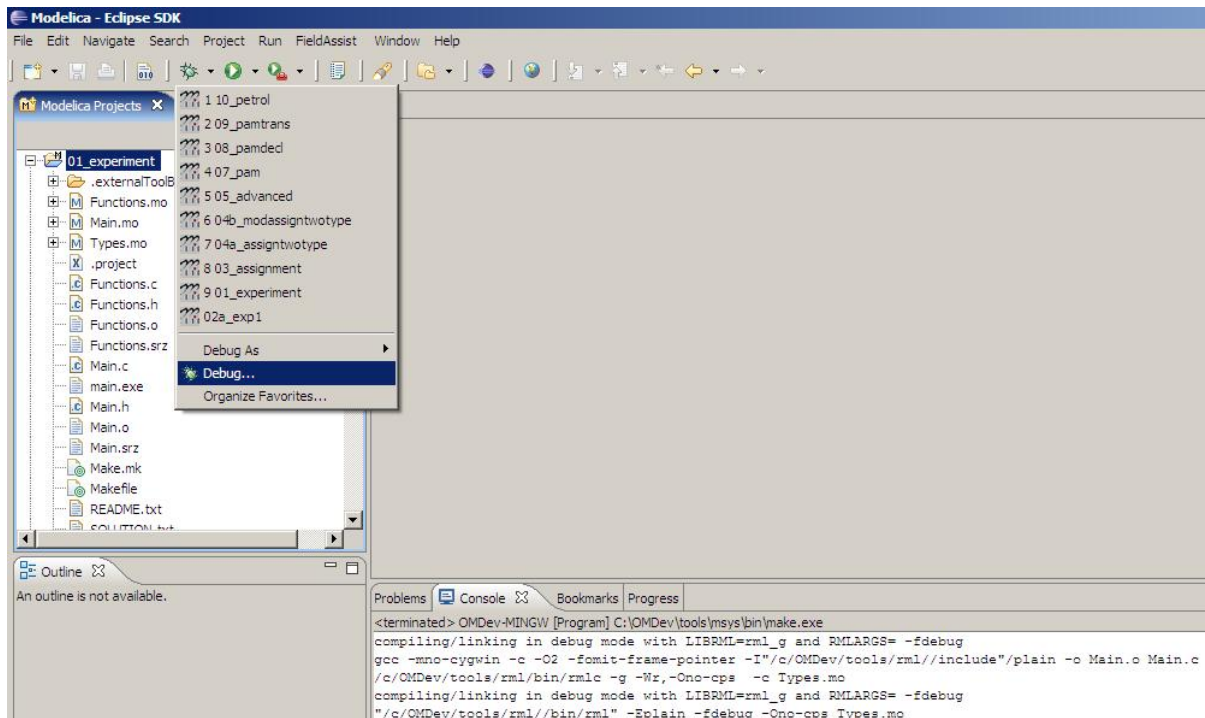 Modelica - Eclipse SDK
File Edit Navigate Search Project Run FieldAssist Window Help
010
Modelica Projects
1 10_petrol
2 09_pamtrans
3 08_pamdecl
4 07_pam
5 05_advanced
6 04b_modassigntwotype
7 04a_assigntwotype
8 03_assignment
9 01_experiment
02a_exp1
Debug As
Debug...
Organize Favorites...
01_experiment
.externalToolB
Functions.mo
Main.mo
Types.mo
.project
Functions.c
Functions.h
Functions.o
Functions.srz
Main.c
main.exe
Main.h
Main.o
Main.srz
Make.mk
Makefile
README.txt
SOLUTION.txt
Outline
An outline is not available.
Problems Console Bookmarks Progress
<terminated> OMDev-MINGW [Program] C:\OMDev\tools\msys\bin\make.exe
compiling/linking in debug mode with LIBRML=rml_g and RMLARGS= -fdebug
gcc -mno-cygwin -c -O2 -fomit-frame-pointer -I"/c/OMDev/tools/rml//include"/plain -o Main.o Main.c
/c/OMDev/tools/rml/bin/rmlc -g -Wr,-Ono-cps -c Types.mo
compiling/linking in debug mode with LIBRML=rml_g and RMLARGS= -fdebug
"/c/OMDev/tools/rml//bin/rml" -Eplain -fdebug -Ono-cps Types.mo